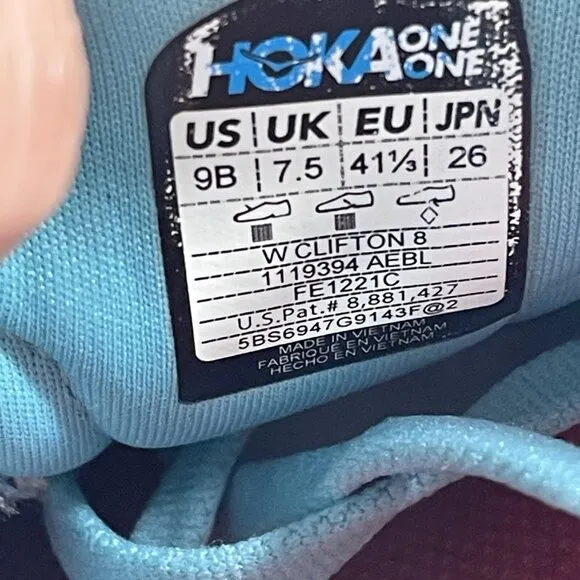 HOKA ONE ONE
US | UK | EU | JPN
9B | 7.5 | 41⅓ | 26
W CLIFTON 8
1119394 AEBL
FE1221C
U.S.Pat.# 8,881,427
5BS6947G9143F@2
MADE IN VIETNAM
FABRIQUÉ EN VIETNAM
HECHO EN VIETNAM